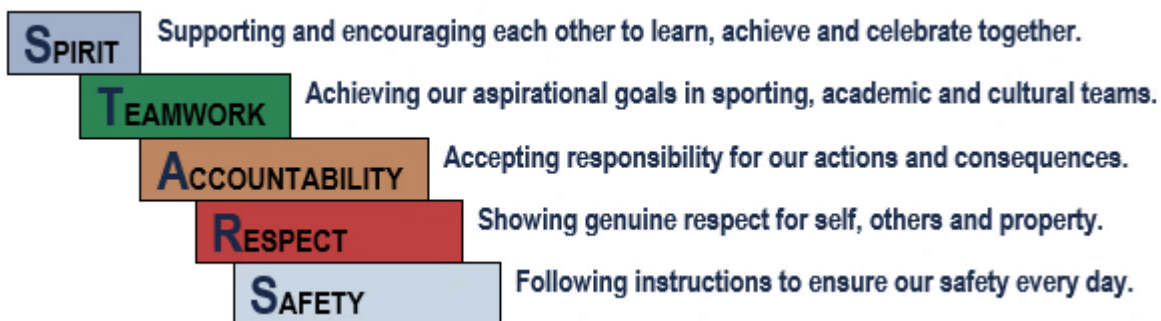 SPIRIT Supporting and encouraging each other to learn, achieve and celebrate together.
TEAMWORK Achieving our aspirational goals in sporting, academic and cultural teams.
ACCOUNTABILITY Accepting responsibility for our actions and consequences.
RESPECT Showing genuine respect for self, others and property.
SAFETY Following instructions to ensure our safety every day.